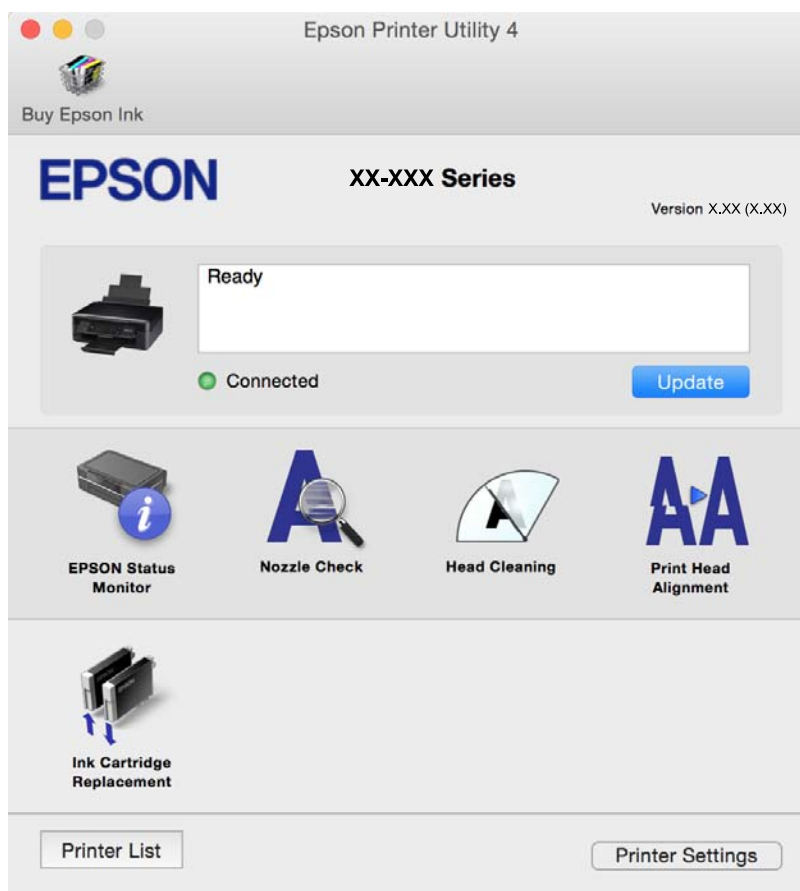 Epson Printer Utility 4
Buy Epson Ink
EPSON
XX-XXX Series
Version X.XX (X.XX)
Ready
Connected
Update
EPSON Status
Monitor
Nozzle Check
Head Cleaning
Print Head
Alignment
Ink Cartridge
Replacement
Printer List
Printer Settings